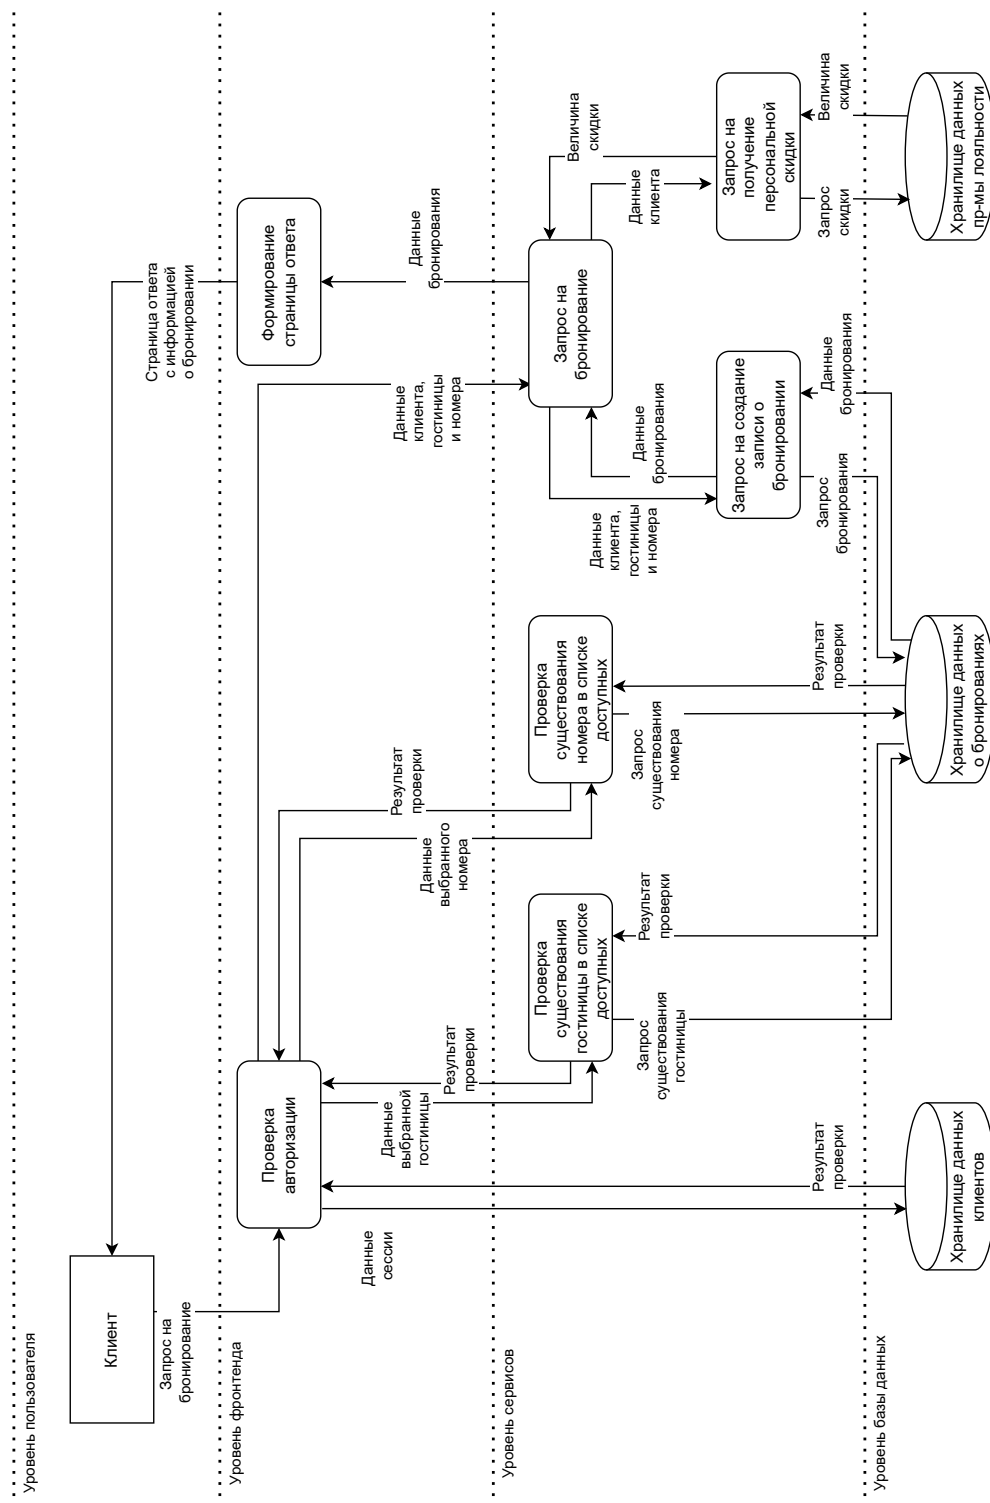 Уровень пользователя
Клиент
Запрос на
бронирование
Страница ответа
с информацией
о бронировании
Уровень фронтенда
Проверка
авторизации
Формирование
страницы ответа
Данные
сессии
Данные
выбранной
гостиницы
Результат
проверки
Данные
выбранного
номера
Результат
проверки
Данные
клиента,
гостиницы
и номера
Данные
бронирования
Уровень сервисов
Проверка
существования
гостиницы в списке
доступных
Проверка
существования
номера в списке
доступных
Запрос на
бронирование
Запрос
существования
гостиницы
Результат
проверки
Запрос
существования
номера
Данные
клиента,
гостиницы
и номера
Данные
бронирования
Данные
клиента
Величина
скидки
Запрос на создание
записи о
бронировании
Запрос на
получение
персональной
скидки
Результат
проверки
Результат
проверки
Запрос
бронирования
Данные
бронирования
Запрос
скидки
Величина
скидки
Уровень базы данных
Хранилище данных
клиентов
Хранилище данных
о бронированиях
Хранилище данных
пр-мы лояльности